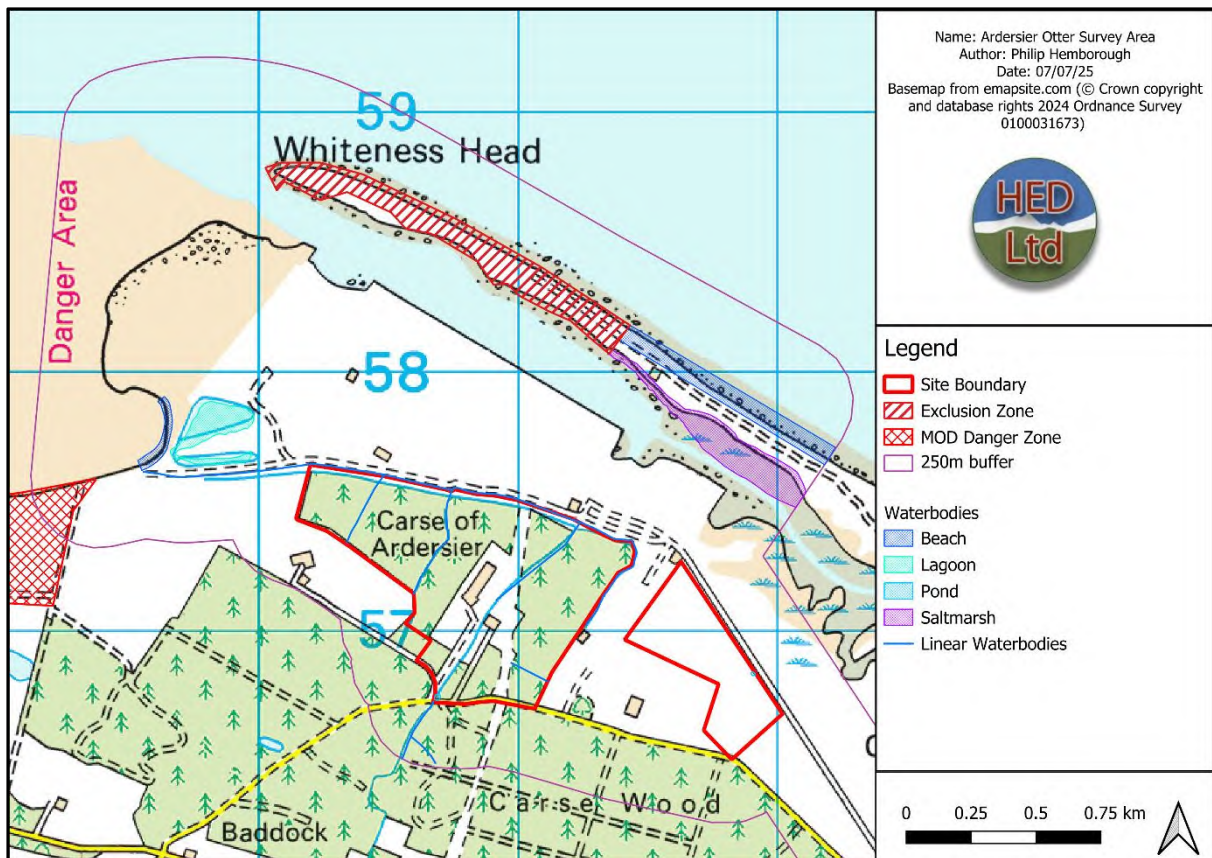 59
Whiteness Head
Danger Area
58
Carse of
Ardersier
57
Carse Wood
Baddock
Name: Ardersier Otter Survey Area
Author: Philip Hemborough
Date: 07/07/25
Basemap from emapsite.com (© Crown copyright
and database rights 2024 Ordnance Survey
0100031673)
HED
Ltd
Legend
Site Boundary
Exclusion Zone
MOD Danger Zone
250m buffer
Waterbodies
Beach
Lagoon
Pond
Saltmarsh
Linear Waterbodies
0 0.25 0.5 0.75 km